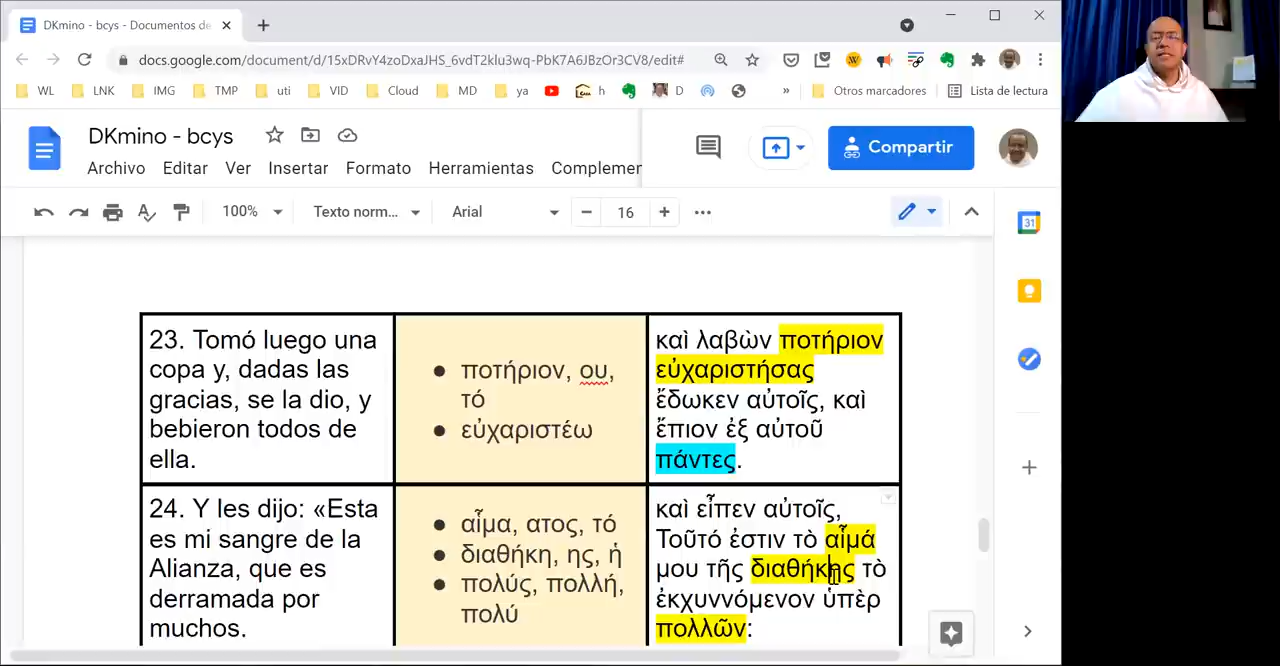 DKmino - bcys - Documentos de
docs.google.com/document/d/15xDRvY4zoDxaJHS_6vdT2klu3wq-PbK7A6JBzOr3CV8/edit#
WL LNK IMG TMP uti VID Cloud MD ya h D » Otros marcadores Lista de lectura
DKmino - bcys
Compartir
Archivo Editar Ver Insertar Formato Herramientas Complemen
100% Texto norm... Arial 16
31
23. Tomó luego una
copa y, dadas las
gracias, se la dio, y
bebieron todos de
ella.
ποτήριον, ου,
τό
εὐχαριστέω
καὶ λαβὼν ποτήριον
εὐχαριστήσας
ἔδωκεν αὐτοῖς, καὶ
ἔπιον ἐξ αὐτοῦ
πάντες.
24. Y les dijo: «Esta
es mi sangre de la
Alianza, que es
derramada por
muchos.
αἷμα, ατος, τό
διαθήκη, ης, ἡ
πολύς, πολλή,
πολύ
καὶ εἶπεν αὐτοῖς,
Τοῦτό ἐστιν τὸ αἷμά
μου τῆς διαθήκης τὸ
ἐκχυννόμενον ὑπὲρ
πολλῶν: